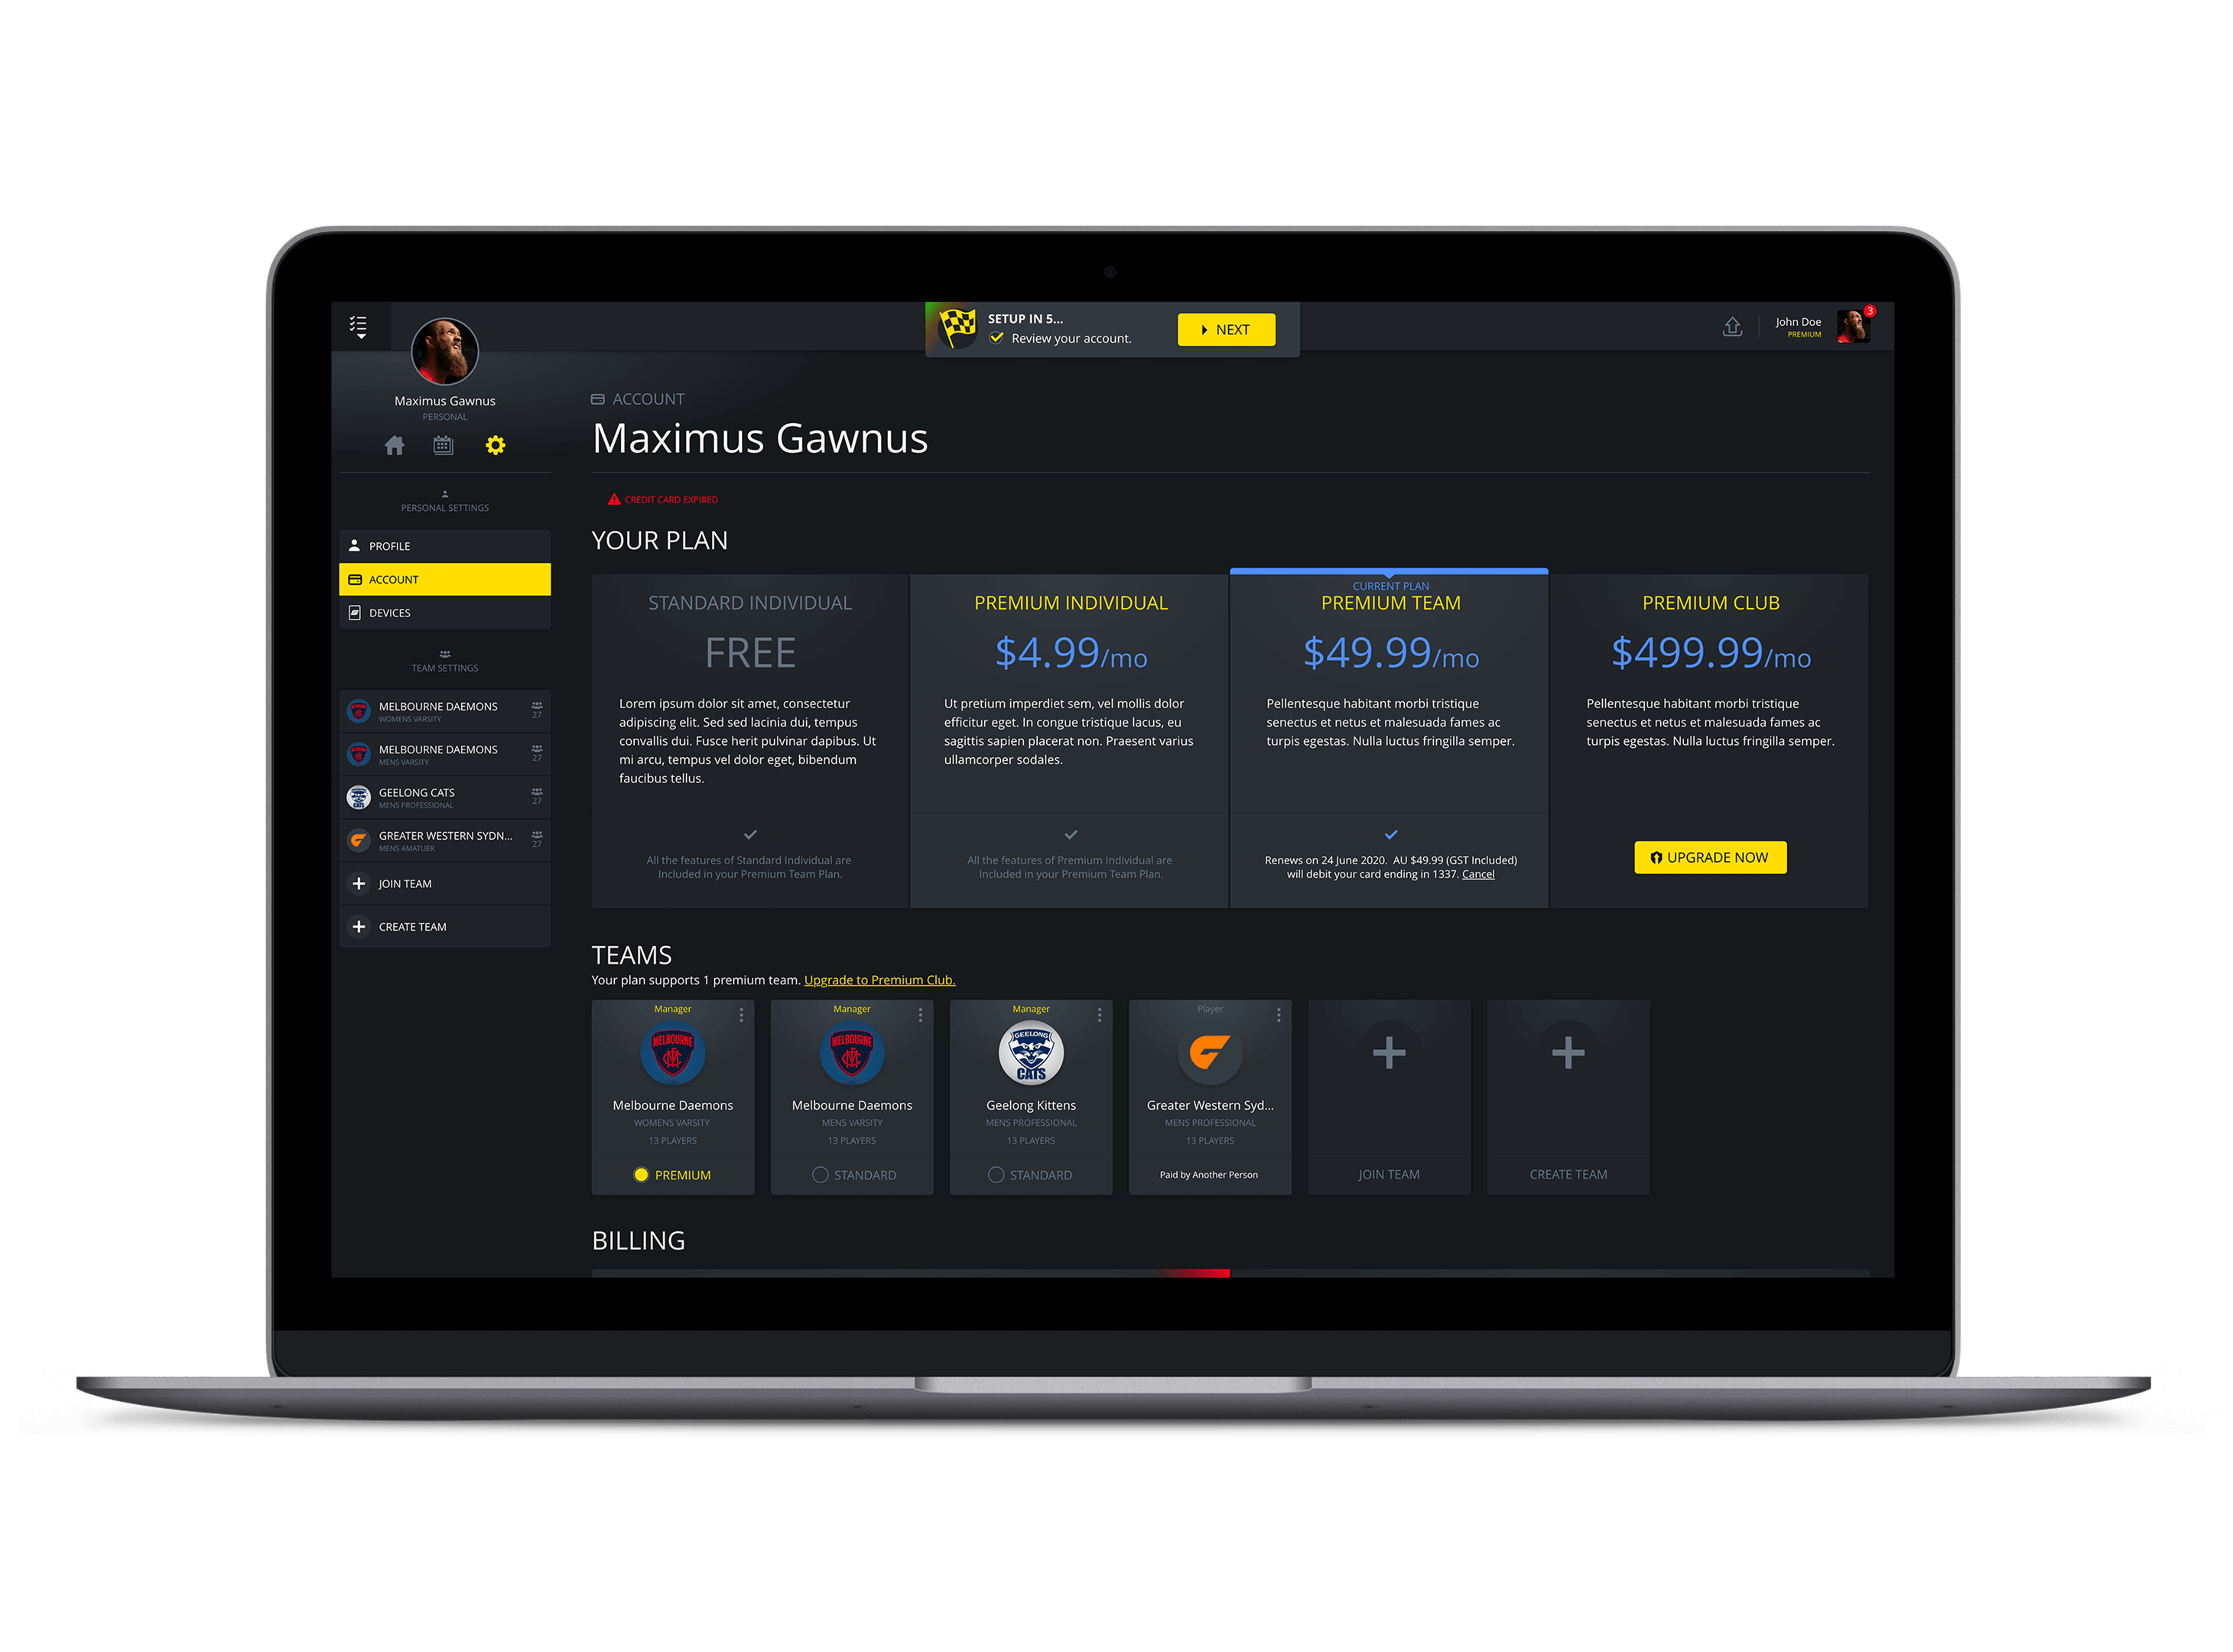 SETUP IN 5...
Review your account.
NEXT
John Doe
PREMIUM
3
Maximus Gawnus
PERSONAL
PERSONAL SETTINGS
PROFILE
ACCOUNT
DEVICES
TEAM SETTINGS
MELBOURNE DAEMONS
WOMENS VARSITY
27
MELBOURNE DAEMONS
MENS VARSITY
27
GEELONG CATS
MENS PROFESSIONAL
27
GREATER WESTERN SYDN...
MENS AMATUER
27
JOIN TEAM
CREATE TEAM
ACCOUNT
Maximus Gawnus
CREDIT CARD EXPIRED
YOUR PLAN
STANDARD INDIVIDUAL
FREE
Lorem ipsum dolor sit amet, consectetur
adipiscing elit. Sed sed lacinia dui, tempus
convallis dui. Fusce herit pulvinar dapibus. Ut
mi arcu, tempus vel dolor eget, bibendum
faucibus tellus.
All the features of Standard Individual are
Included in your Premium Team Plan.
PREMIUM INDIVIDUAL
$4.99/mo
Ut pretium imperdiet sem, vel mollis dolor
efficitur eget. In congue tristique lacus, eu
sagittis sapien placerat non. Praesent varius
ullamcorper sodales.
All the features of Premium Individual are
Included in your Premium Team Plan.
CURRENT PLAN
PREMIUM TEAM
$49.99/mo
Pellentesque habitant morbi tristique
senectus et netus et malesuada fames ac
turpis egestas. Nulla luctus fringilla semper.
Renews on 24 June 2020. AU $49.99 (GST Included)
will debit your card ending in 1337. Cancel
PREMIUM CLUB
$499.99/mo
Pellentesque habitant morbi tristique
senectus et netus et malesuada fames ac
turpis egestas. Nulla luctus fringilla semper.
UPGRADE NOW
TEAMS
Your plan supports 1 premium team. Upgrade to Premium Club.
Manager
MELBOURNE
Melbourne Daemons
WOMENS VARSITY
13 PLAYERS
PREMIUM
Manager
MELBOURNE
Melbourne Daemons
MENS VARSITY
13 PLAYERS
STANDARD
Manager
GEELONG
CATS
Geelong Kittens
MENS PROFESSIONAL
13 PLAYERS
STANDARD
Player
Greater Western Syd...
MENS PROFESSIONAL
13 PLAYERS
Paid by Another Person
JOIN TEAM
CREATE TEAM
BILLING